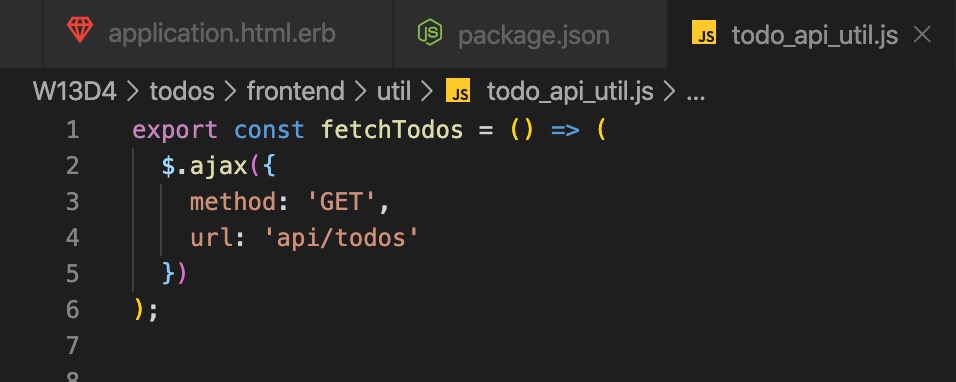 application.html.erb
package.json
JS todo_api_util.js ×
W13D4 > todos > frontend > util > JS todo_api_util.js > ...
1 export const fetchTodos = () => (
2 $.ajax({
3 method: 'GET',
4 url: 'api/todos'
5 })
6 );
7
8